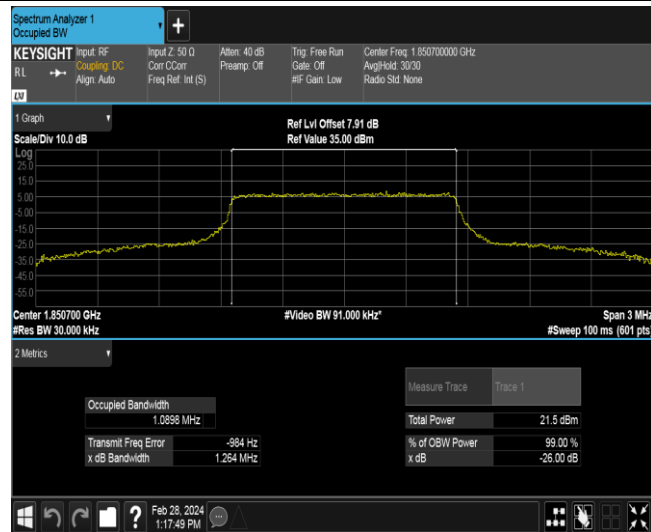 Spectrum Analyzer 1
Occupied BW
▼
+
KEYSIGHT
RL
LXI
Input: RF
Coupling: DC
Align: Auto
Input Z: 50 Ω
Corr CCorr
Freq Ref: Int (S)
Atten: 40 dB
Preamp: Off
Trig: Free Run
Gate: Off
#IF Gain: Low
Center Freq: 1.850700000 GHz
Avg|Hold: 30/30
Radio Std: None
1 Graph
Ref Lvl Offset 7.91 dB
Scale/Div 10.0 dB
Ref Value 35.00 dBm
Log
25.0
15.0
5.00
-5.00
-15.0
-25.0
-35.0
-45.0
-55.0
Center 1.850700 GHz
#Video BW 91.000 kHz*
Span 3 MHz
#Res BW 30.000 kHz
#Sweep 100 ms (601 pts)
2 Metrics
Measure Trace
Trace 1
Occupied Bandwidth
1.0898 MHz
Total Power 21.5 dBm
Transmit Freq Error -984 Hz
% of OBW Power 99.00 %
x dB Bandwidth 1.264 MHz
x dB -26.00 dB
?
Feb 28, 2024
1:17:49 PM